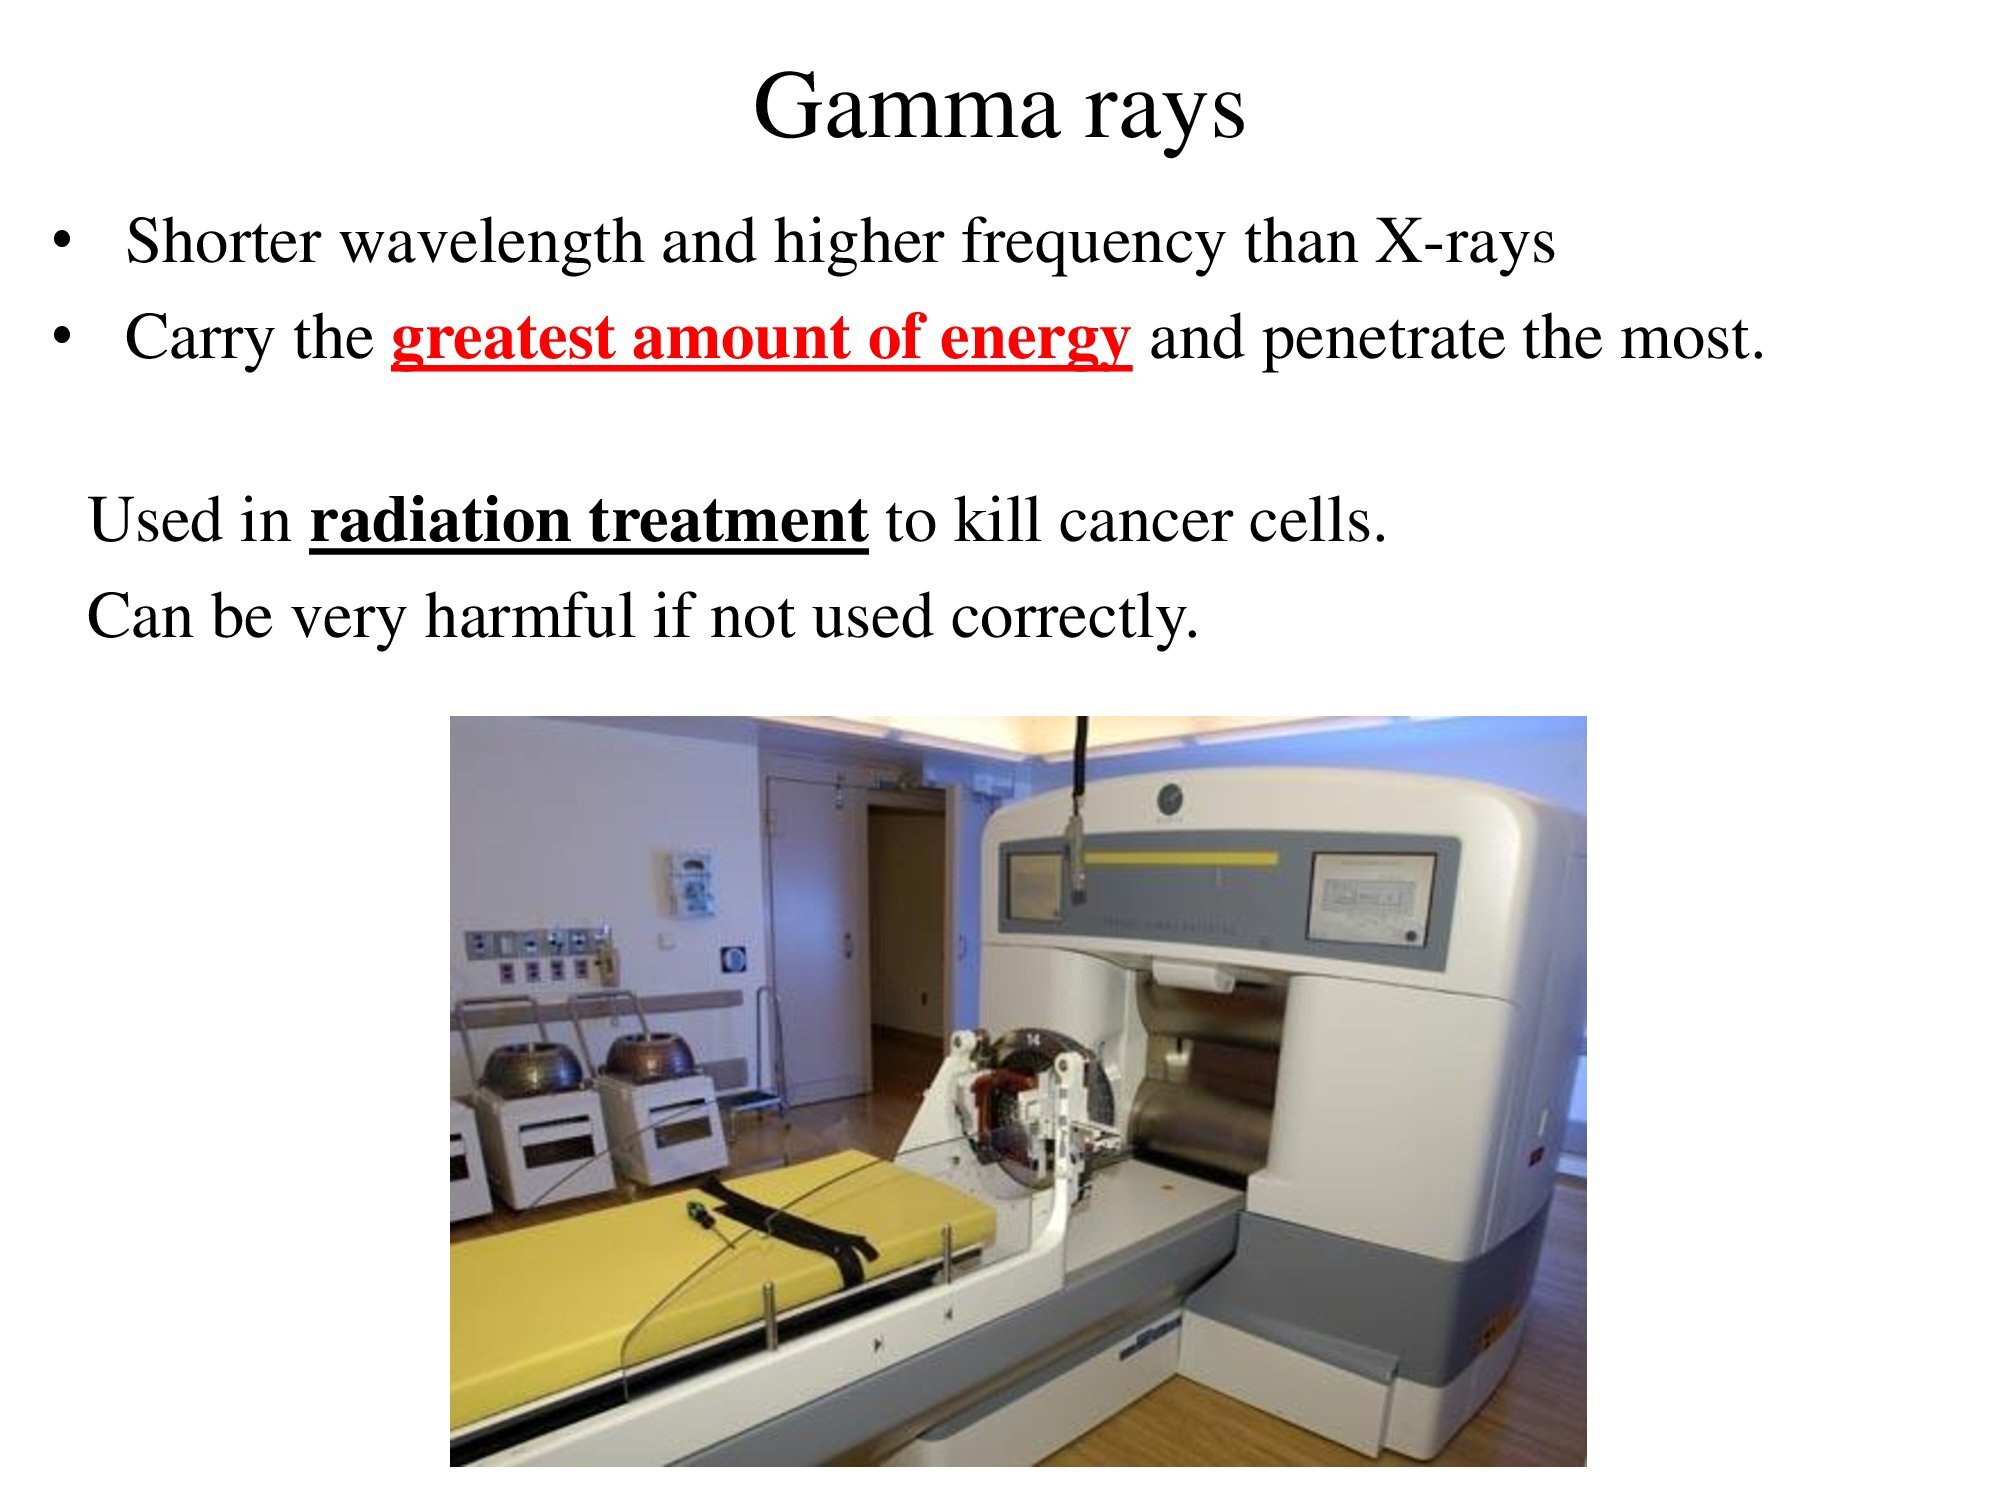 Gamma rays
• Shorter wavelength and higher frequency than X-rays
• Carry the greatest amount of energy and penetrate the most.
Used in radiation treatment to kill cancer cells.
Can be very harmful if not used correctly.
14